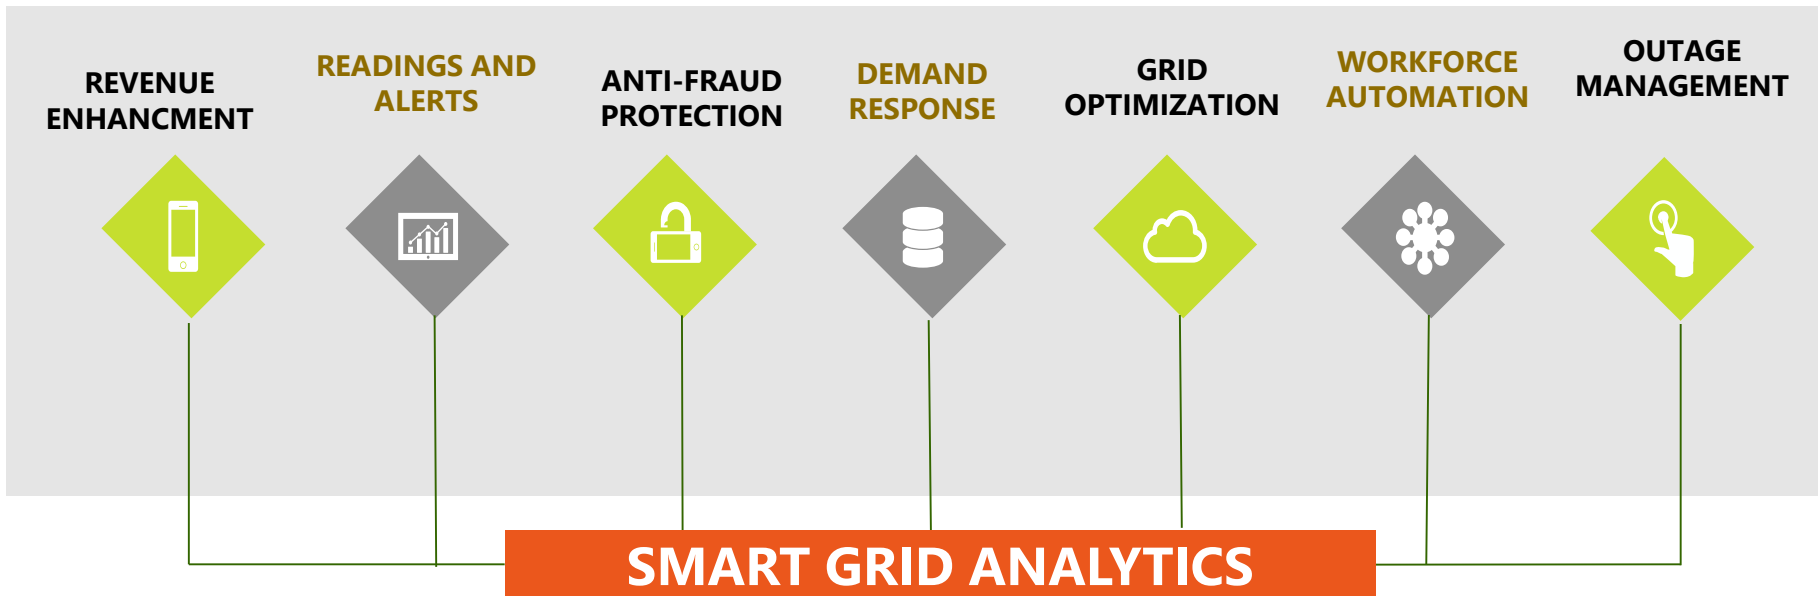 REVENUE
ENHANCMENT
READINGS AND
ALERTS
ANTI-FRAUD
PROTECTION
DEMAND
RESPONSE
GRID
OPTIMIZATION
WORKFORCE
AUTOMATION
OUTAGE
MANAGEMENT
SMART GRID ANALYTICS